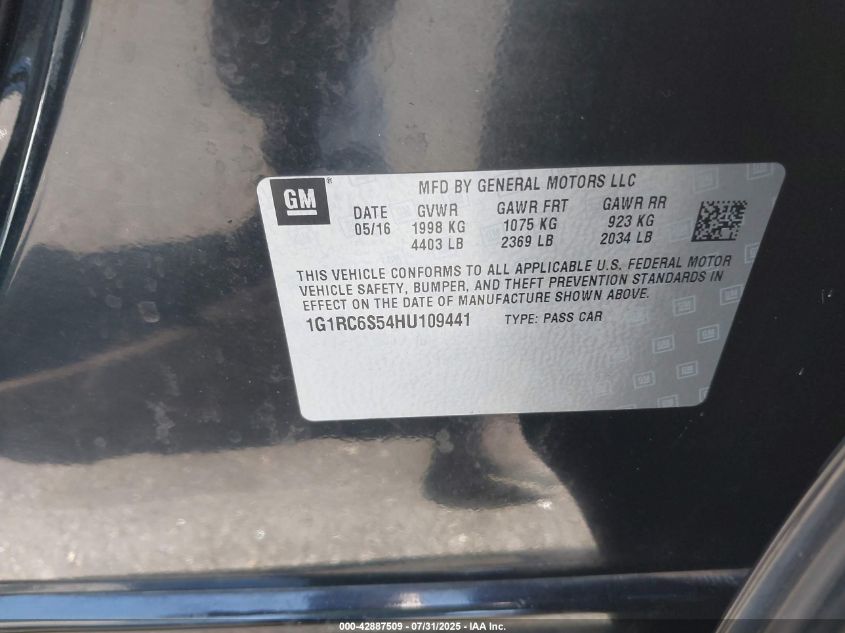 GM®
MFD BY GENERAL MOTORS LLC
DATE GVWR GAWR FRT GAWR RR
05/16 1998 KG 1075 KG 923 KG
4403 LB 2369 LB 2034 LB
THIS VEHICLE CONFORMS TO ALL APPLICABLE U.S. FEDERAL MOTOR
VEHICLE SAFETY, BUMPER, AND THEFT PREVENTION STANDARDS IN
EFFECT ON THE DATE OF MANUFACTURE SHOWN ABOVE.
1G1RC6S54HU109441 TYPE: PASS CAR
000-42887509 - 07/31/2025 - IAA Inc.